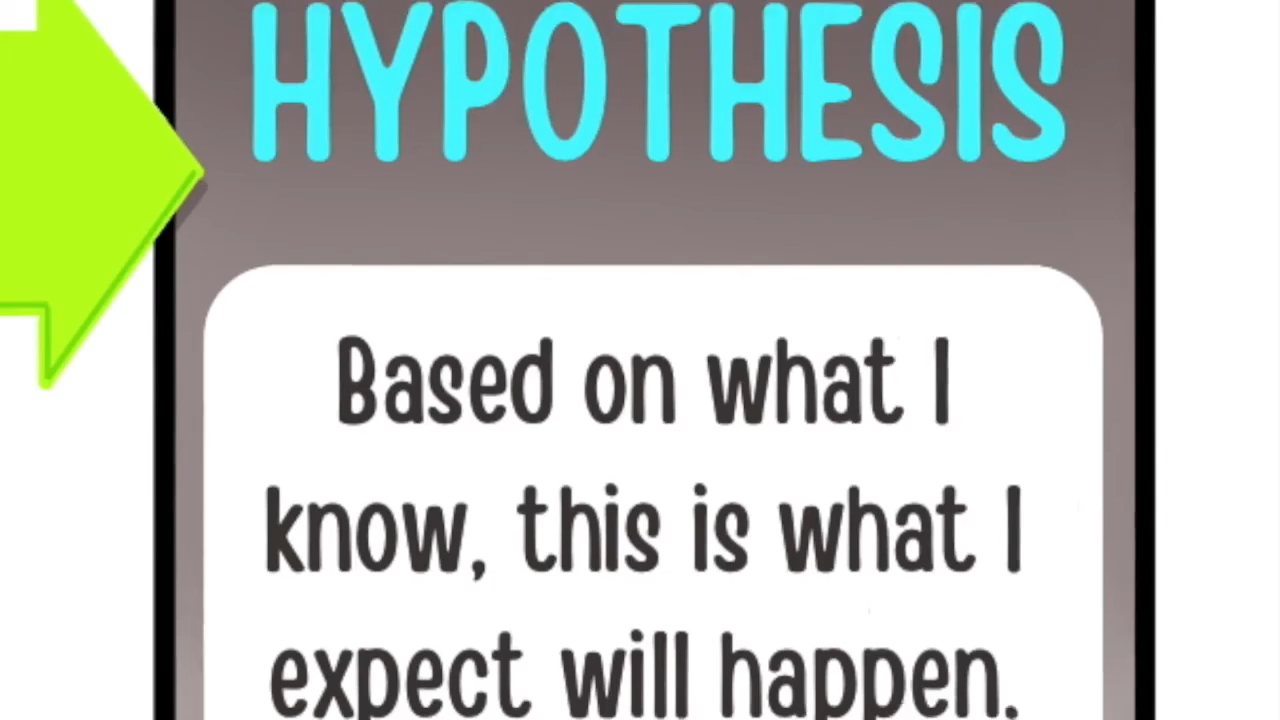 HYPOTHESIS
Based on what I
know, this is what I
expect will happen.